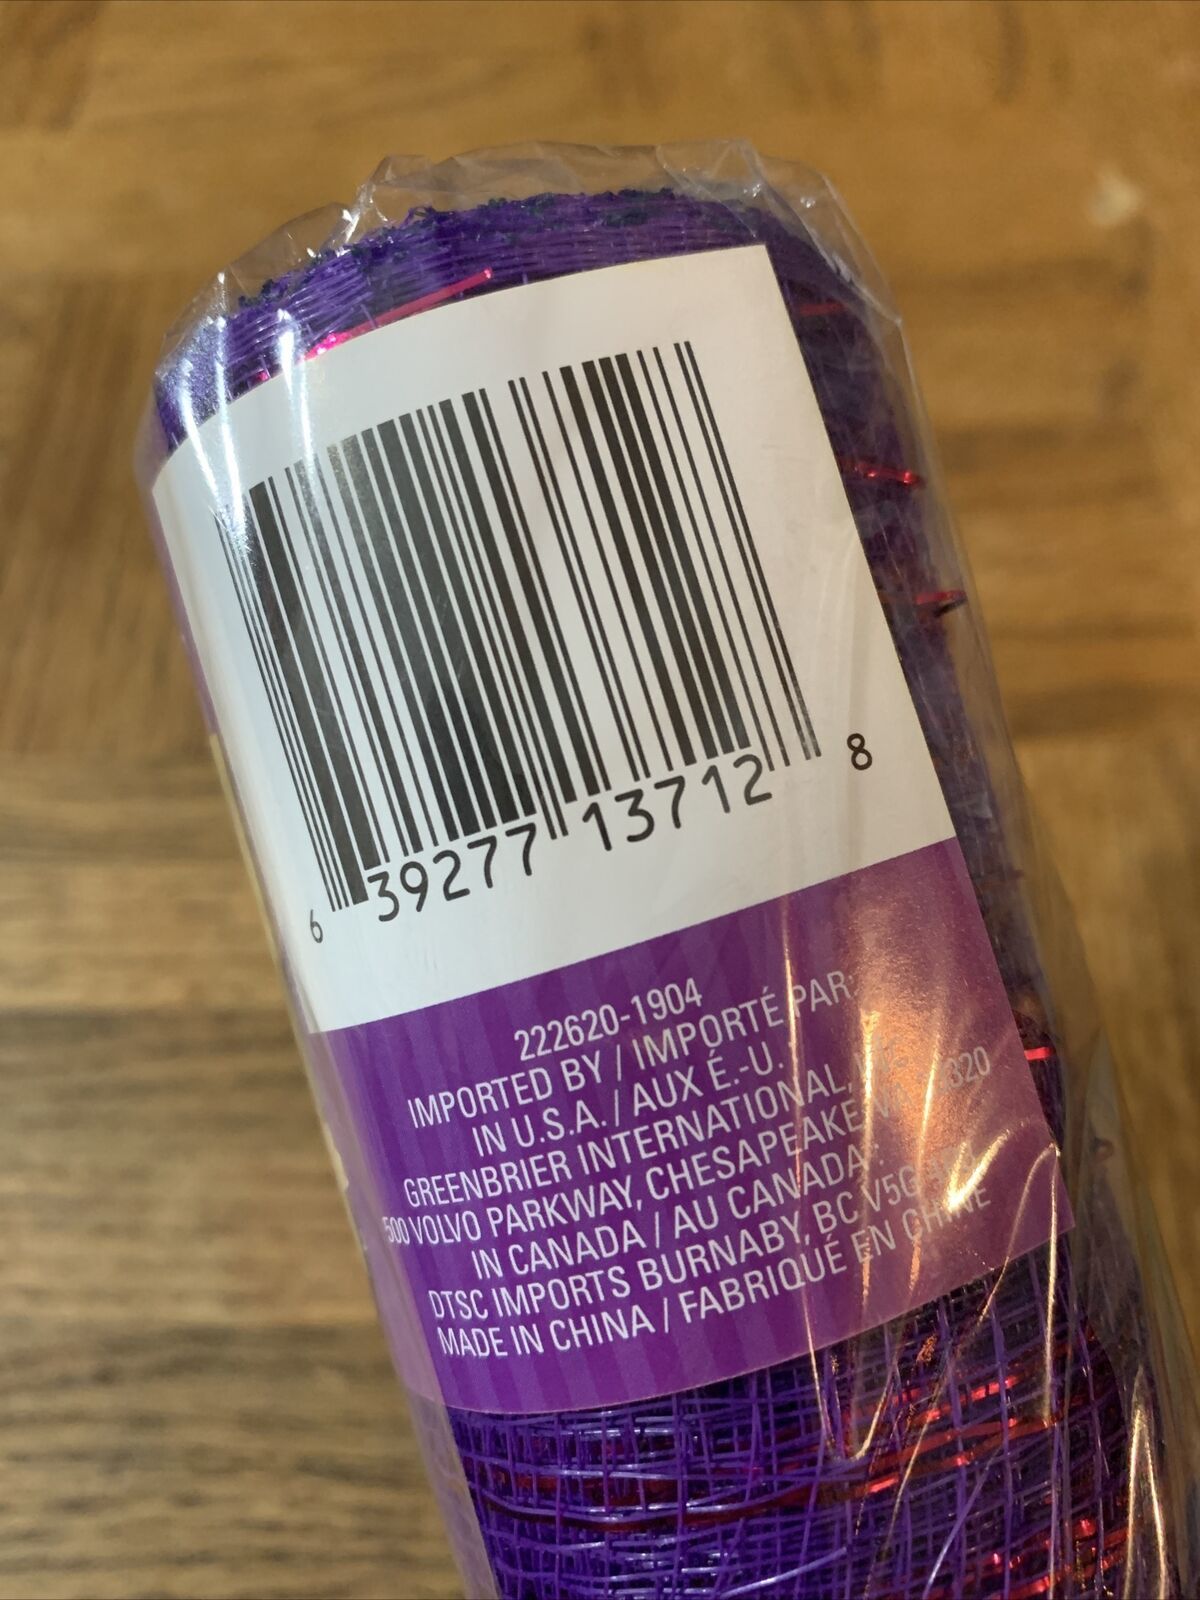 6 39277 13712 8
222620-1904
IMPORTED BY / IMPORTÉ PAR:
IN U.S.A. / AUX É.-U.
GREENBRIER INTERNATIONAL,
500 VOLVO PARKWAY, CHESAPEAKE
IN CANADA / AU CANADA :
DTSC IMPORTS BURNABY, BC V5G
MADE IN CHINA / FABRIQUÉ EN CHINE